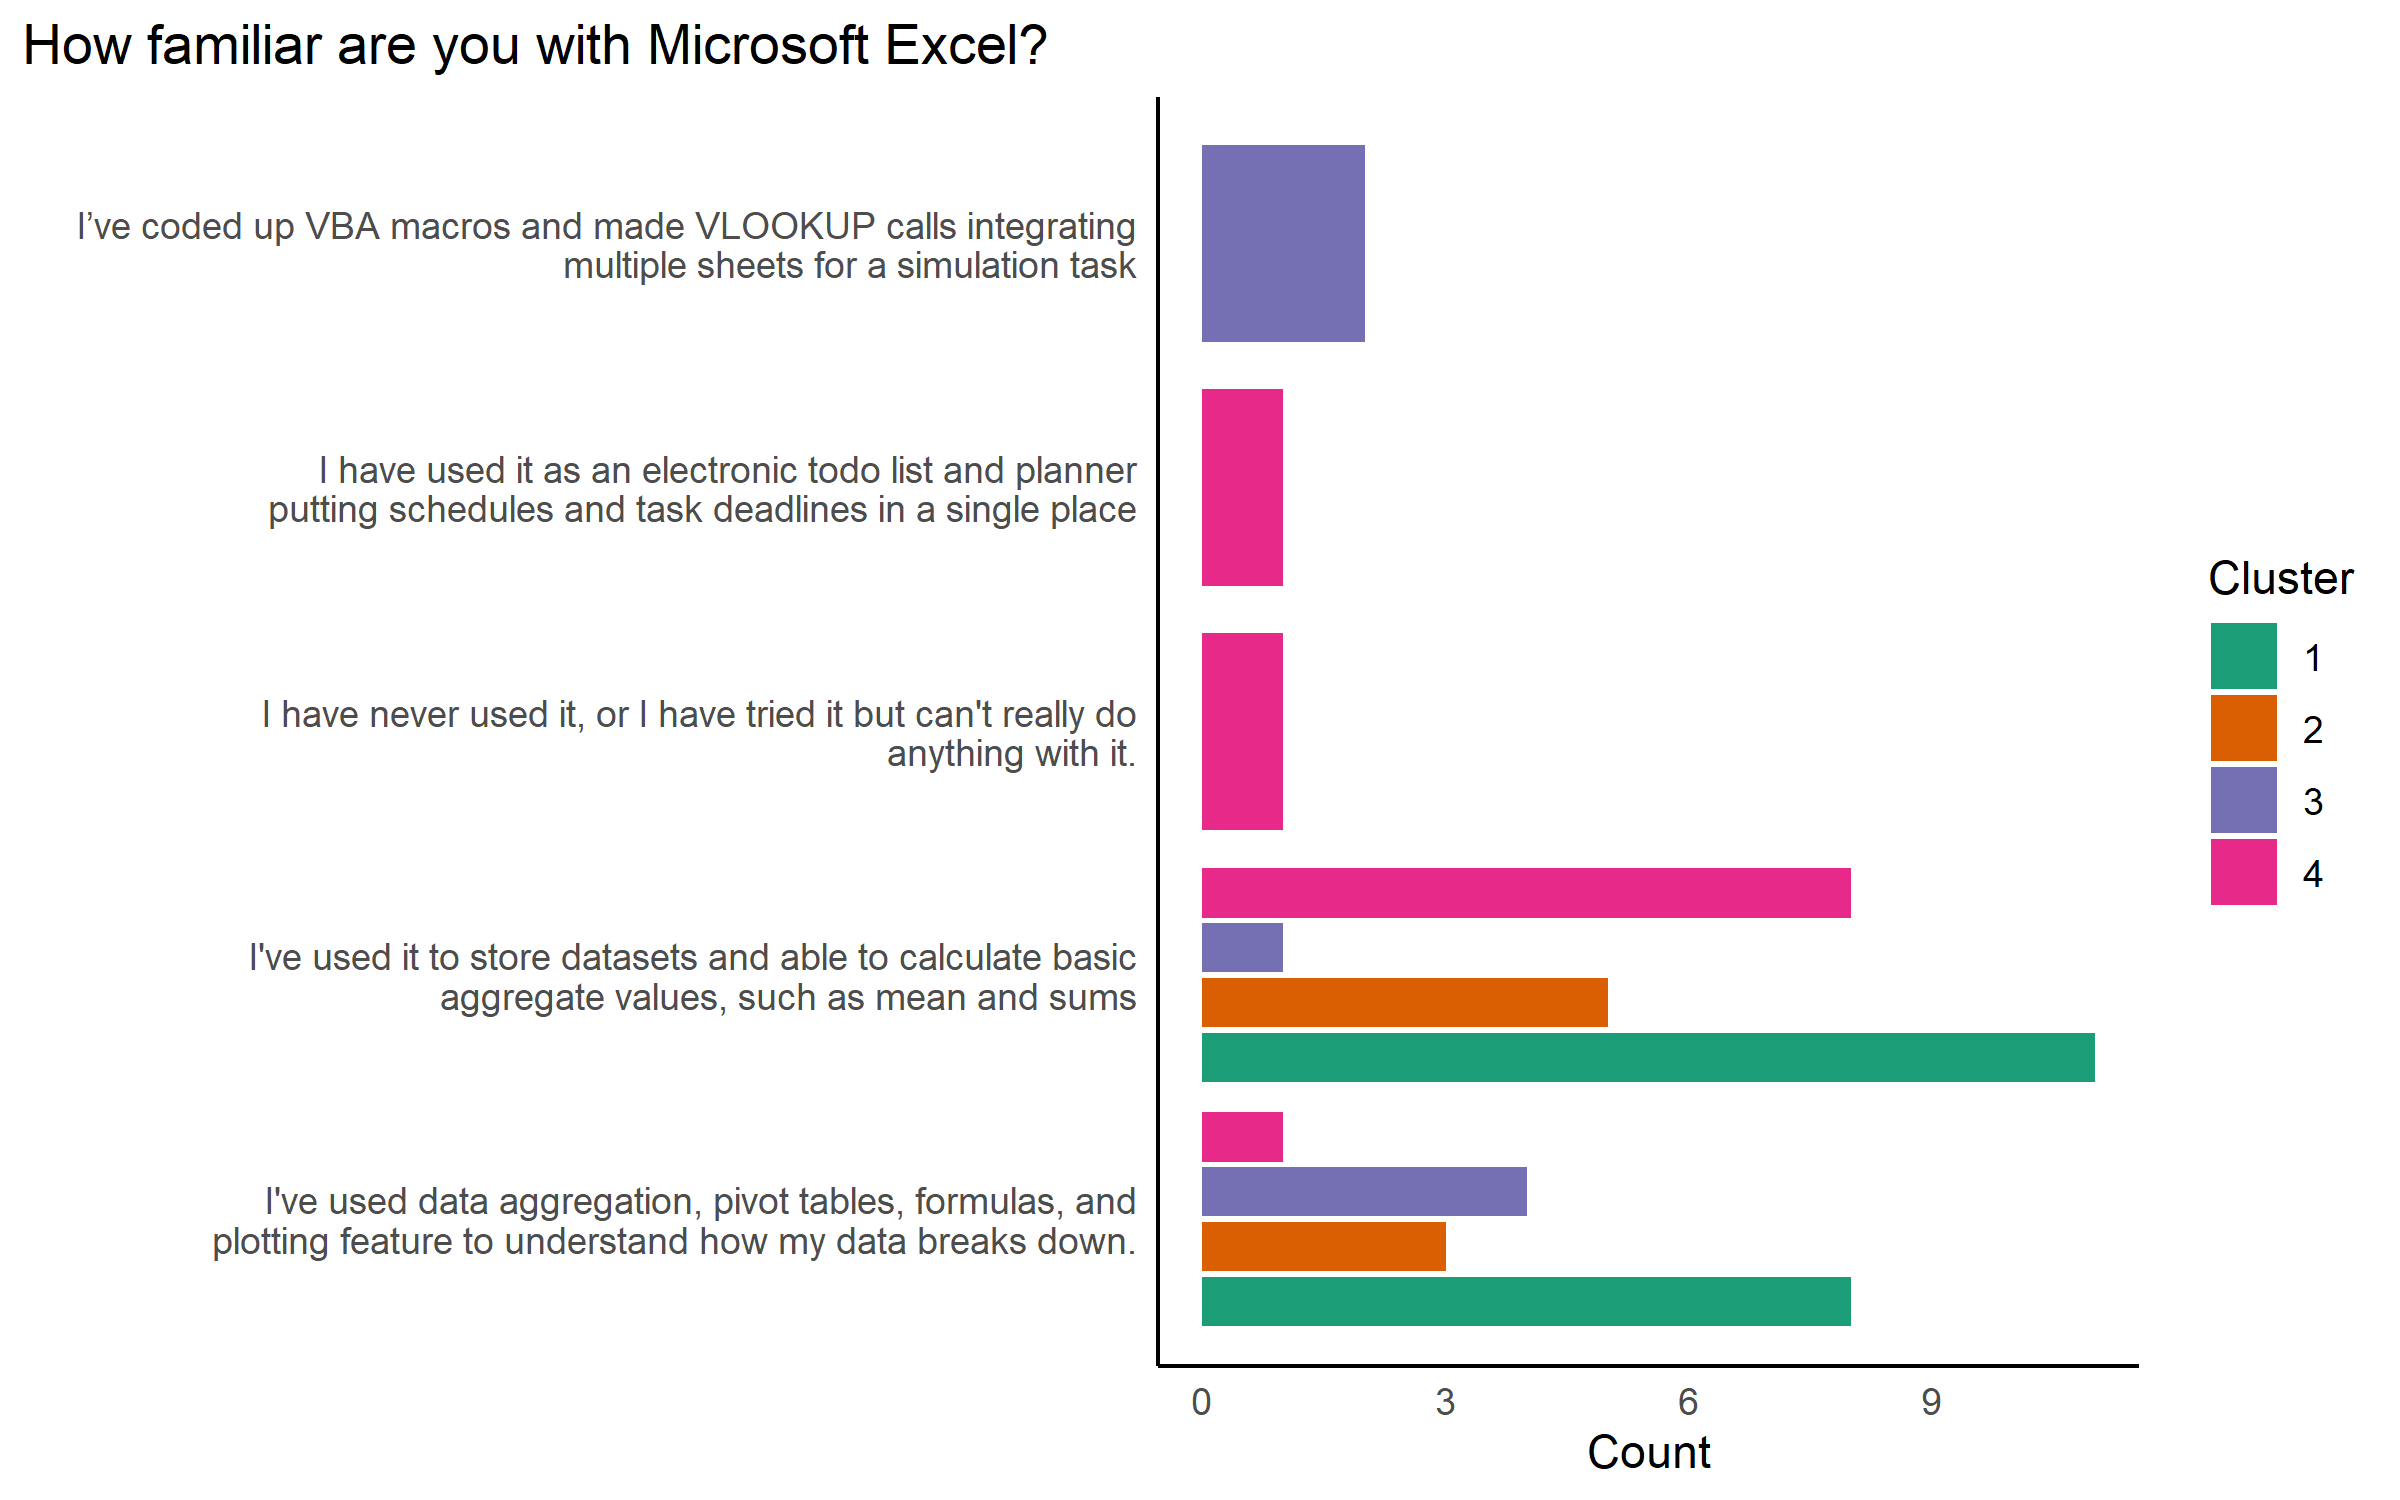 How familiar are you with Microsoft Excel?
I’ve coded up VBA macros and made VLOOKUP calls integrating
multiple sheets for a simulation task
I have used it as an electronic todo list and planner
putting schedules and task deadlines in a single place
I have never used it, or I have tried it but can't really do
anything with it.
I've used it to store datasets and able to calculate basic
aggregate values, such as mean and sums
I've used data aggregation, pivot tables, formulas, and
plotting feature to understand how my data breaks down.
0 3 6 9
Count
Cluster
1
2
3
4